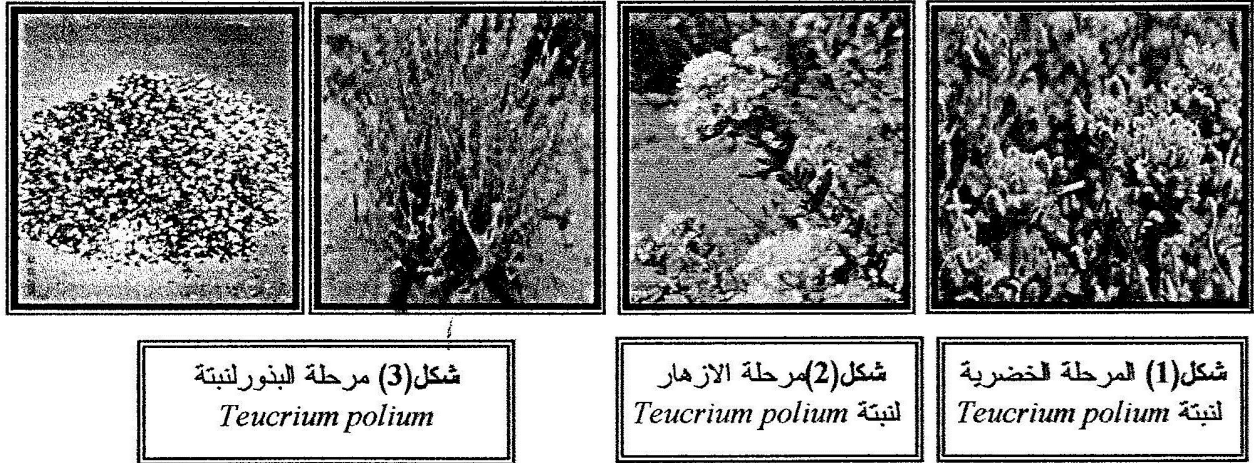 شكل(1) المرحلة الخضرية
لنبتة Teucrium polium
شكل(2)مرحلة الازهار
لنبتة Teucrium polium
شكل(3) مرحلة البذورلنبتة
Teucrium polium